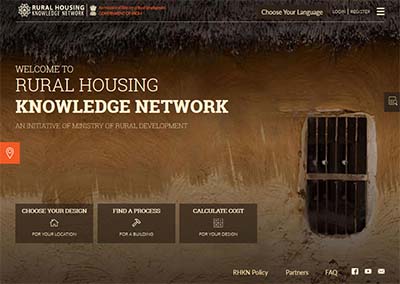 RURAL HOUSING
KNOWLEDGE NETWORK
GOVERNMENT OF INDIA
Choose Your Language
LOGIN | REGISTER
WELCOME TO
RURAL HOUSING
KNOWLEDGE NETWORK
AN INITIATIVE OF MINISTRY OF RURAL DEVELOPMENT
CHOOSE YOUR DESIGN
FOR YOUR LOCATION
FIND A PROCESS
FOR A BUILDING
CALCULATE COST
FOR YOUR DESIGN
RHKN Policy
Partners
FAQ